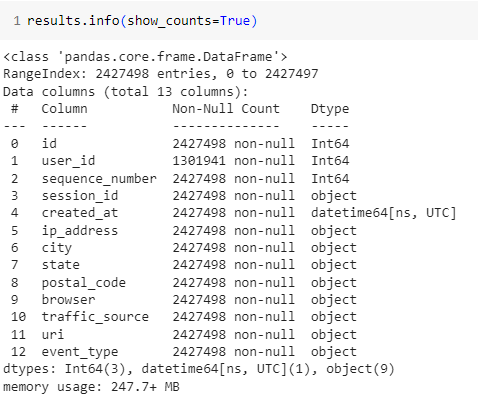 1 results.info(show_counts=True)
<class 'pandas.core.frame.DataFrame'>
RangeIndex: 2427498 entries, 0 to 2427497
Data columns (total 13 columns):
 #   Column           Non-Null Count    Dtype
---  ------           --------------    -----
 0   id               2427498 non-null  Int64
 1   user_id          1301941 non-null  Int64
 2   sequence_number  2427498 non-null  Int64
 3   session_id       2427498 non-null  object
 4   created_at       2427498 non-null  datetime64[ns, UTC]
 5   ip_address       2427498 non-null  object
 6   city             2427498 non-null  object
 7   state            2427498 non-null  object
 8   postal_code      2427498 non-null  object
 9   browser          2427498 non-null  object
 10  traffic_source   2427498 non-null  object
 11  uri              2427498 non-null  object
 12  event_type       2427498 non-null  object
dtypes: Int64(3), datetime64[ns, UTC](1), object(9)
memory usage: 247.7+ MB